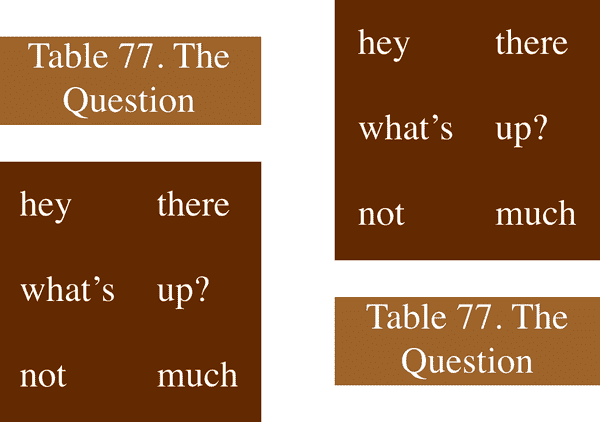 Table 77. The
Question
hey there
what’s up?
not much
hey there
what’s up?
not much
Table 77. The
Question